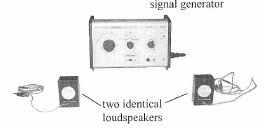 signal generator
two identical
loudspeakers